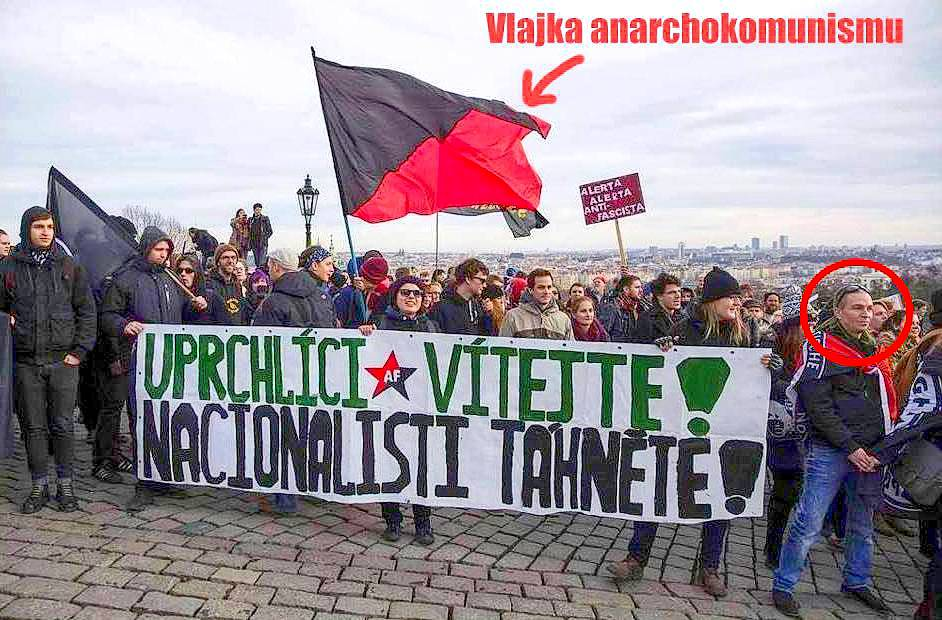 Vlajka anarchokomunismu
ALERTA
ALERTA
ANTI-
FASCISTA
UPRCHLÍCI AF VÍTEJTE!
NACIONALISTI TÁHNĚTE!